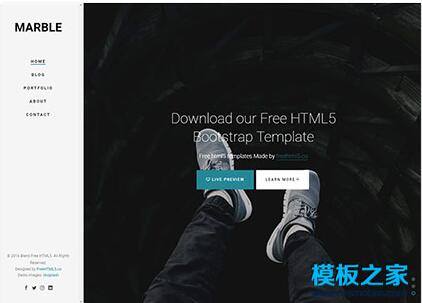 MARBLE
HOME
BLOG
PORTFOLIO
ABOUT
CONTACT
Download our Free HTML5
Bootstrap Template
Free html5 templates Made by freehtml5.co
LIVE PREVIEW
LEARN MORE
© 2016 Blend Free HTML5. All Rights
Reserved.
Designed by FreeHTML5.co
Demo Images: Unsplash
模板之家